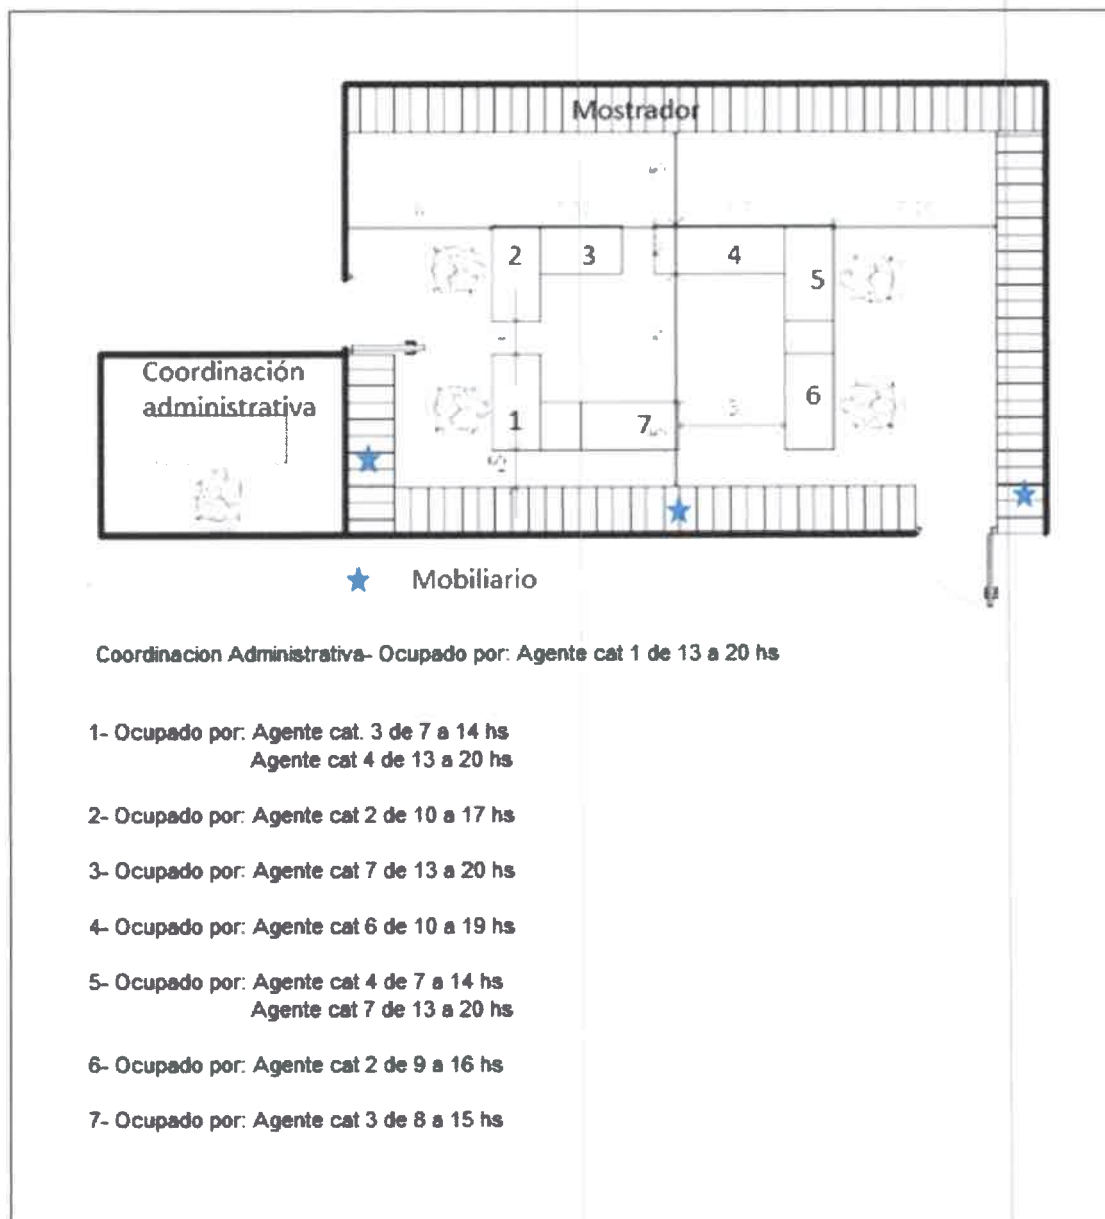 Mostrador
2
3
4
5
Coordinación
administrativa
1
7
6
Mobiliario
Coordinacion Administrativa- Ocupado por: Agente cat 1 de 13 a 20 hs
1- Ocupado por: Agente cat. 3 de 7 a 14 hs
Agente cat 4 de 13 a 20 hs
2- Ocupado por: Agente cat 2 de 10 a 17 hs
3- Ocupado por: Agente cat 7 de 13 a 20 hs
4- Ocupado por: Agente cat 6 de 10 a 19 hs
5- Ocupado por: Agente cat 4 de 7 a 14 hs
Agente cat 7 de 13 a 20 hs
6- Ocupado por: Agente cat 2 de 9 a 16 hs
7- Ocupado por: Agente cat 3 de 8 a 15 hs